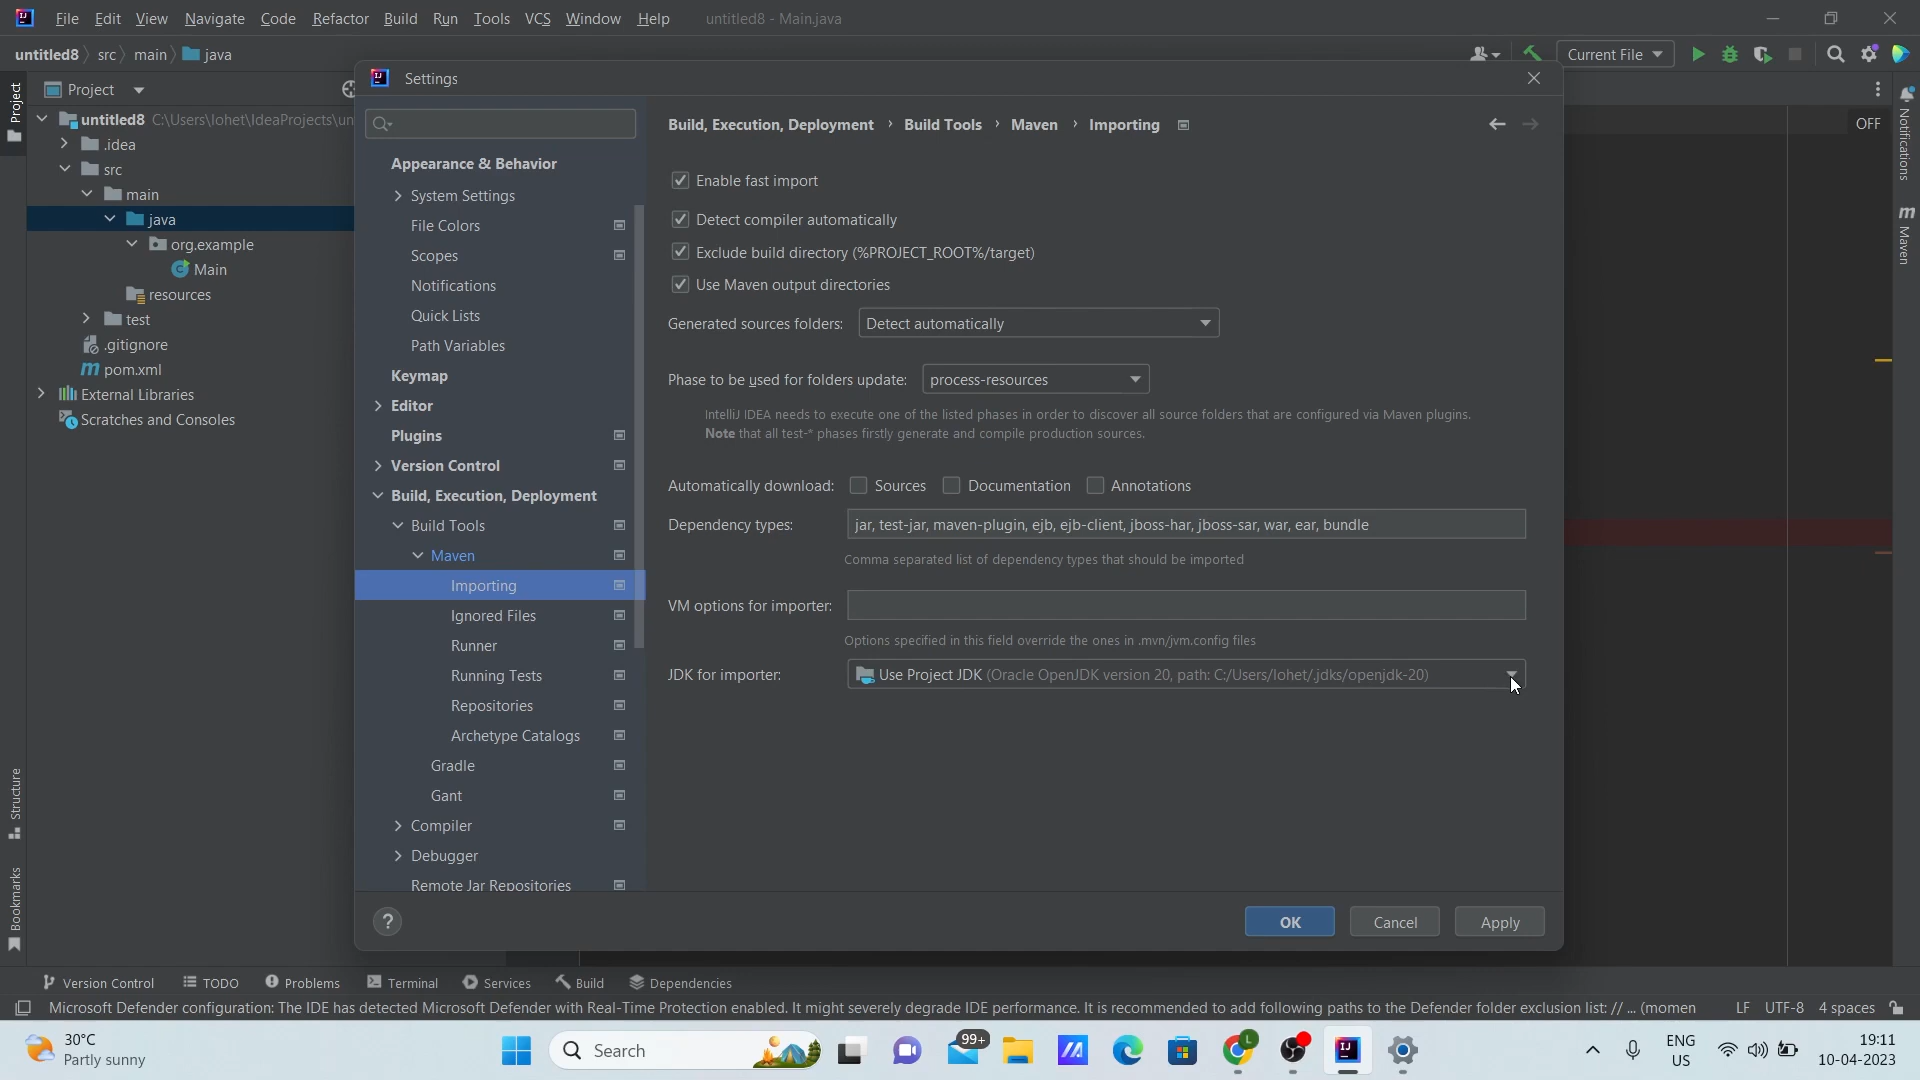 File Edit View Navigate Code Refactor Build Run Tools VCS Window Help untitled8 - Main.java
untitled8 src main java Current File
Project
untitled8 C:\Users\lohet\IdeaProjects\un
.idea
src
main
java
org.example
Main
resources
test
.gitignore
pom.xml
External Libraries
Scratches and Consoles
Project
Structure
Bookmarks
Settings
Appearance & Behavior
System Settings
File Colors
Scopes
Notifications
Quick Lists
Path Variables
Keymap
Editor
Plugins
Version Control
Build, Execution, Deployment
Build Tools
Maven
Importing
Ignored Files
Runner
Running Tests
Repositories
Archetype Catalogs
Gradle
Gant
Compiler
Debugger
Remote Jar Repositories
Build, Execution, Deployment › Build Tools › Maven › Importing
Enable fast import
Detect compiler automatically
Exclude build directory (%PROJECT_ROOT%/target)
Use Maven output directories
Generated sources folders: Detect automatically
Phase to be used for folders update: process-resources
IntelliJ IDEA needs to execute one of the listed phases in order to discover all source folders that are configured via Maven plugins.
Note that all test-* phases firstly generate and compile production sources.
Automatically download: Sources Documentation Annotations
Dependency types: jar, test-jar, maven-plugin, ejb, ejb-client, jboss-har, jboss-sar, war, ear, bundle
Comma separated list of dependency types that should be imported
VM options for importer:
Options specified in this field override the ones in .mvn/jvm.config files
JDK for importer: Use Project JDK (Oracle OpenJDK version 20, path: C:/Users/lohet/.jdks/openjdk-20)
? OK Cancel Apply
OFF
Notifications
m Maven
Version Control TODO Problems Terminal Services Build Dependencies
Microsoft Defender configuration: The IDE has detected Microsoft Defender with Real-Time Protection enabled. It might severely degrade IDE performance. It is recommended to add following paths to the Defender folder exclusion list: // ... (momen LF UTF-8 4 spaces
30°C
Partly sunny
Search
99+
L
ENG
US
19:11
10-04-2023